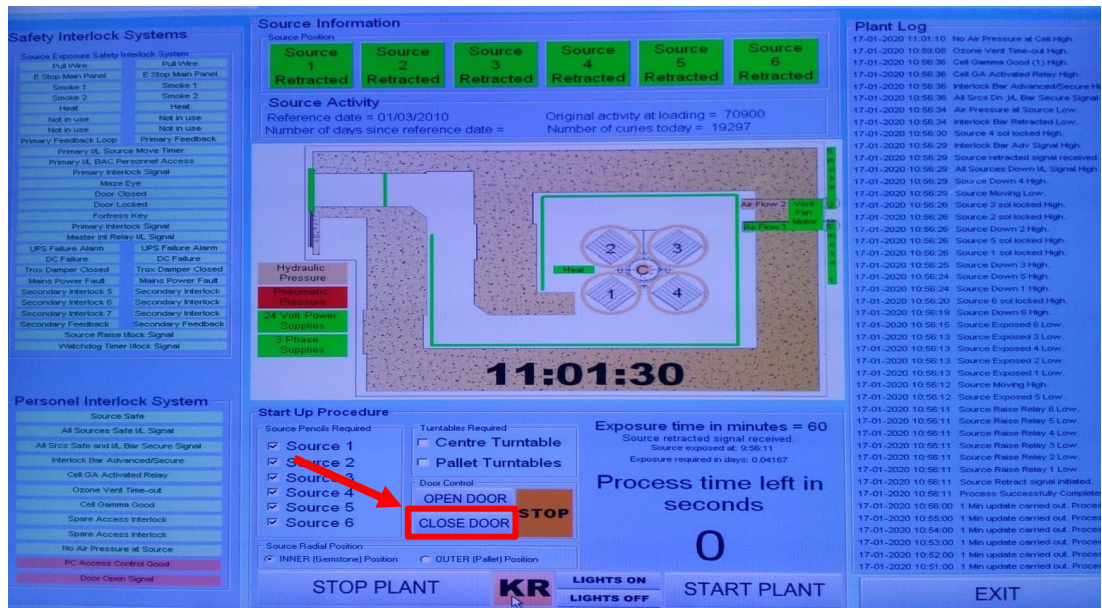 Safety Interlock Systems
Source Exposure Safety Interlock System
Pull Wire Pull Wire
E Stop Main Panel E Stop Main Panel
Smoke 1 Smoke 1
Smoke 2 Smoke 2
Heat Heat
Not in use Not in use
Not in use Not in use
Primary Feedback Loop Primary Feedback
Primary I/L Source Move Timer
Primary I/L BAC Personnel Access
Primary Interlock Signal
Maze Eye
Door Closed
Door Locked
Fortress Key
Primary Interlock Signal
Master Int Relay I/L Signal
UPS Failure Alarm UPS Failure Alarm
DC Failure DC Failure
Trox Damper Closed Trox Damper Closed
Mains Power Fault Mains Power Fault
Secondary Interlock 5 Secondary Interlock
Secondary Interlock 6 Secondary Interlock
Secondary Interlock 7 Secondary Interlock
Secondary Feedback Secondary Feedback
Source Raise I/lock Signal
Watchdog Timer I/lock Signal
Personel Interlock System
Source Safe
All Sources Safe I/L Signal
All Srcs Safe and I/L Bar Secure Signal
Interlock Bar Advanced/Secure
Cell GA Activated Relay
Ozone Vent Time-out
Cell Gamma Good
Spare Access Interlock
Spare Access Interlock
No Air Pressure at Source
PC Access Control Good
Door Open Signal
Source Information
Source Position
Source 1 Retracted
Source 2 Retracted
Source 3 Retracted
Source 4 Retracted
Source 5 Retracted
Source 6 Retracted
Source Activity
Reference date = 01/03/2010 Original activity at loading = 70900
Number of days since reference date = Number of curies today = 19297
Air Flow 2
Vent Fan Motor
Air Flow 1
2 3
Heat
C
1 4
Hydraulic Pressure
Pneumatic Pressure
24 Volt Power Supplies
3 Phase Supplies
11:01:30
Start Up Procedure
Source Pencils Required
Source 1
Source 2
Source 3
Source 4
Source 5
Source 6
Turntables Required
Centre Turntable
Pallet Turntables
Door Control
OPEN DOOR
CLOSE DOOR
STOP
Source Radial Position
INNER (Gemstone) Position OUTER (Pallet) Position
Exposure time in minutes = 60
Source retracted signal received.
Source exposed at: 9:56:11
Exposure required in days: 0.04167
Process time left in seconds
0
STOP PLANT
KR
LIGHTS ON
LIGHTS OFF
START PLANT
Plant Log
17-01-2020 11:01:10 No Air Pressure at Cell High.
17-01-2020 10:59:08 Ozone Vent Time-out High.
17-01-2020 10:56:36 Cell Gamma Good (1) High.
17-01-2020 10:56:36 Cell GA Activated Relay High.
17-01-2020 10:56:36 Interlock Bar Advanced/Secure Hi
17-01-2020 10:56:36 All Srcs Dn_I/L Bar Secure Signal
17-01-2020 10:56:34 Air Pressure at Source Low.
17-01-2020 10:56:34 Interlock Bar Retracted Low.
17-01-2020 10:56:30 Source 4 sol locked High.
17-01-2020 10:56:29 Interlock Bar Adv Signal High.
17-01-2020 10:56:29 Source retracted signal received.
17-01-2020 10:56:29 All Sources Down I/L Signal High.
17-01-2020 10:56:29 Source Down 4 High.
17-01-2020 10:56:29 Source Moving Low.
17-01-2020 10:56:26 Source 3 sol locked High.
17-01-2020 10:56:26 Source 2 sol locked High.
17-01-2020 10:56:26 Source Down 2 High.
17-01-2020 10:56:26 Source 5 sol locked High.
17-01-2020 10:56:26 Source 1 sol locked High.
17-01-2020 10:56:25 Source Down 3 High.
17-01-2020 10:56:24 Source Down 5 High.
17-01-2020 10:56:24 Source Down 1 High.
17-01-2020 10:56:20 Source 6 sol locked High.
17-01-2020 10:56:19 Source Down 6 High.
17-01-2020 10:56:15 Source Exposed 6 Low.
17-01-2020 10:56:13 Source Exposed 3 Low.
17-01-2020 10:56:13 Source Exposed 4 Low.
17-01-2020 10:56:13 Source Exposed 2 Low.
17-01-2020 10:56:13 Source Exposed 1 Low.
17-01-2020 10:56:12 Source Moving High.
17-01-2020 10:56:12 Source Exposed 5 Low.
17-01-2020 10:56:11 Source Raise Relay 6 Low.
17-01-2020 10:56:11 Source Raise Relay 5 Low.
17-01-2020 10:56:11 Source Raise Relay 4 Low.
17-01-2020 10:56:11 Source Raise Relay 3 Low.
17-01-2020 10:56:11 Source Raise Relay 2 Low.
17-01-2020 10:56:11 Source Raise Relay 1 Low.
17-01-2020 10:56:11 Source Retract signal initiated.
17-01-2020 10:56:11 Process Successfully Complete
17-01-2020 10:56:00 1 Min update carried out. Proces
17-01-2020 10:55:00 1 Min update carried out. Proces
17-01-2020 10:54:00 1 Min update carried out. Proces
17-01-2020 10:53:00 1 Min update carried out. Proces
17-01-2020 10:52:00 1 Min update carried out. Proces
17-01-2020 10:51:00 1 Min update carried out. Proces
EXIT